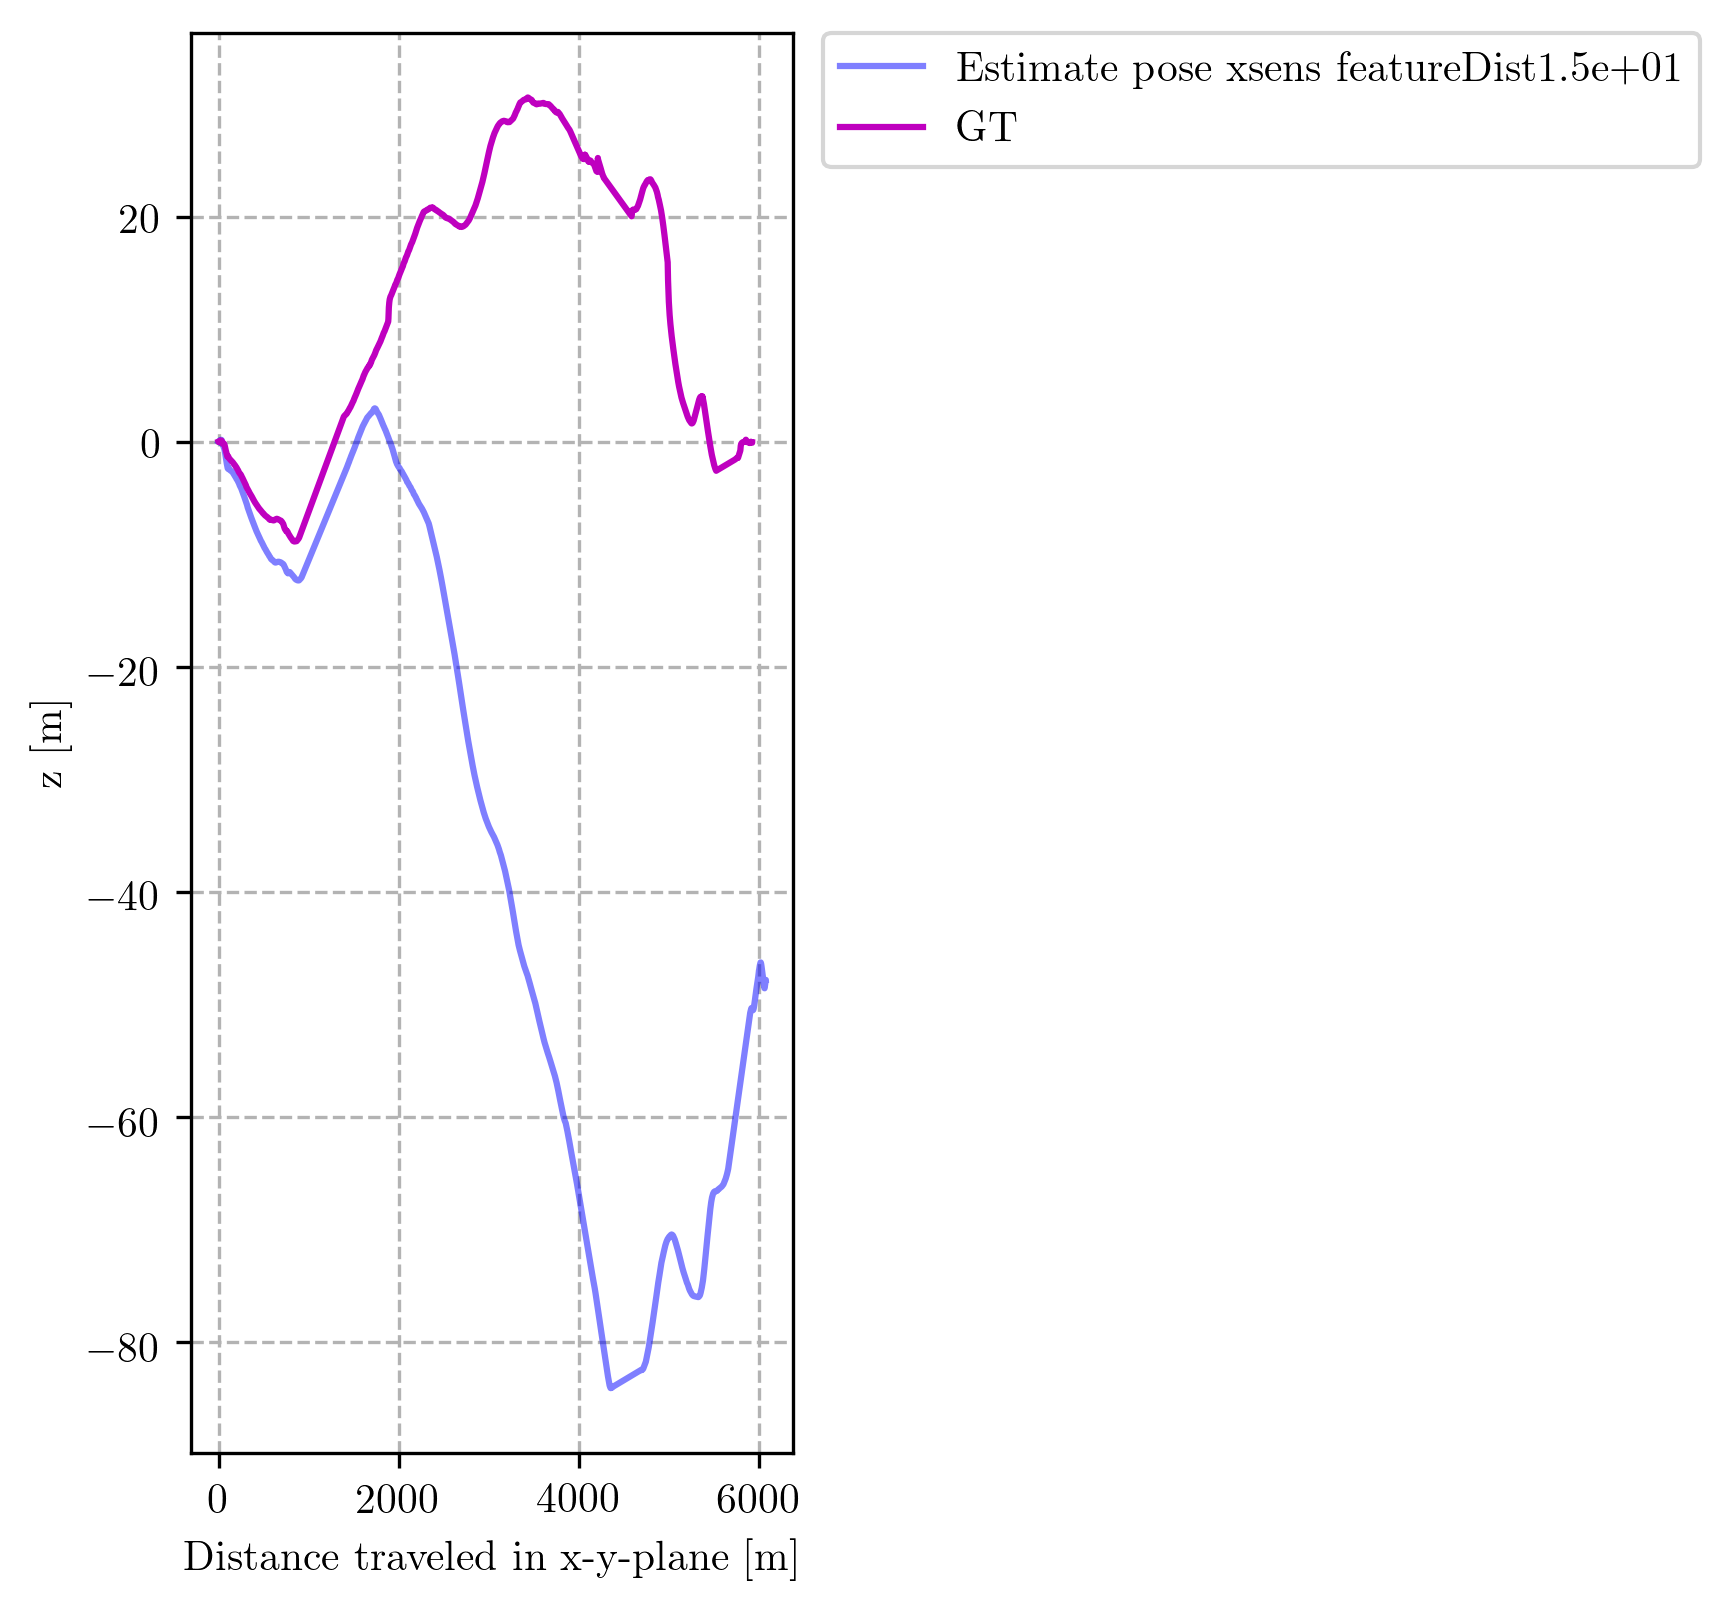 Estimate pose xsens featureDist1.5e+01
GT
20
0
−20
−40
−60
−80
z [m]
0 2000 4000 6000
Distance traveled in x-y-plane [m]